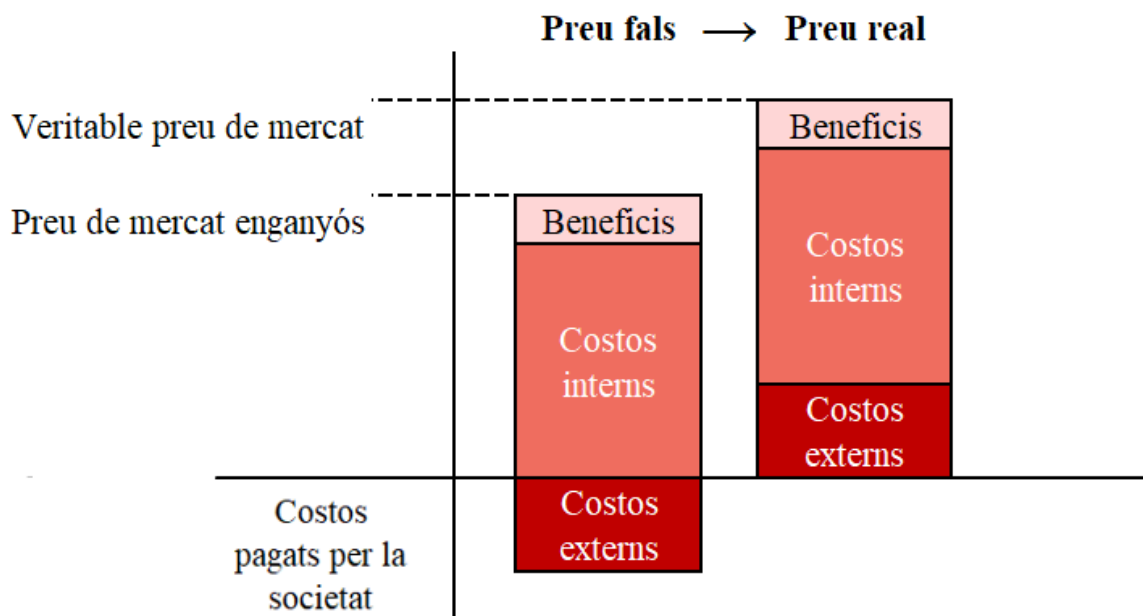 Preu fals → Preu real
Veritable preu de mercat
Beneficis
Preu de mercat enganyós
Beneficis
Costos
interns
Costos
interns
Costos
externs
Costos
externs
Costos
pagats per la
societat